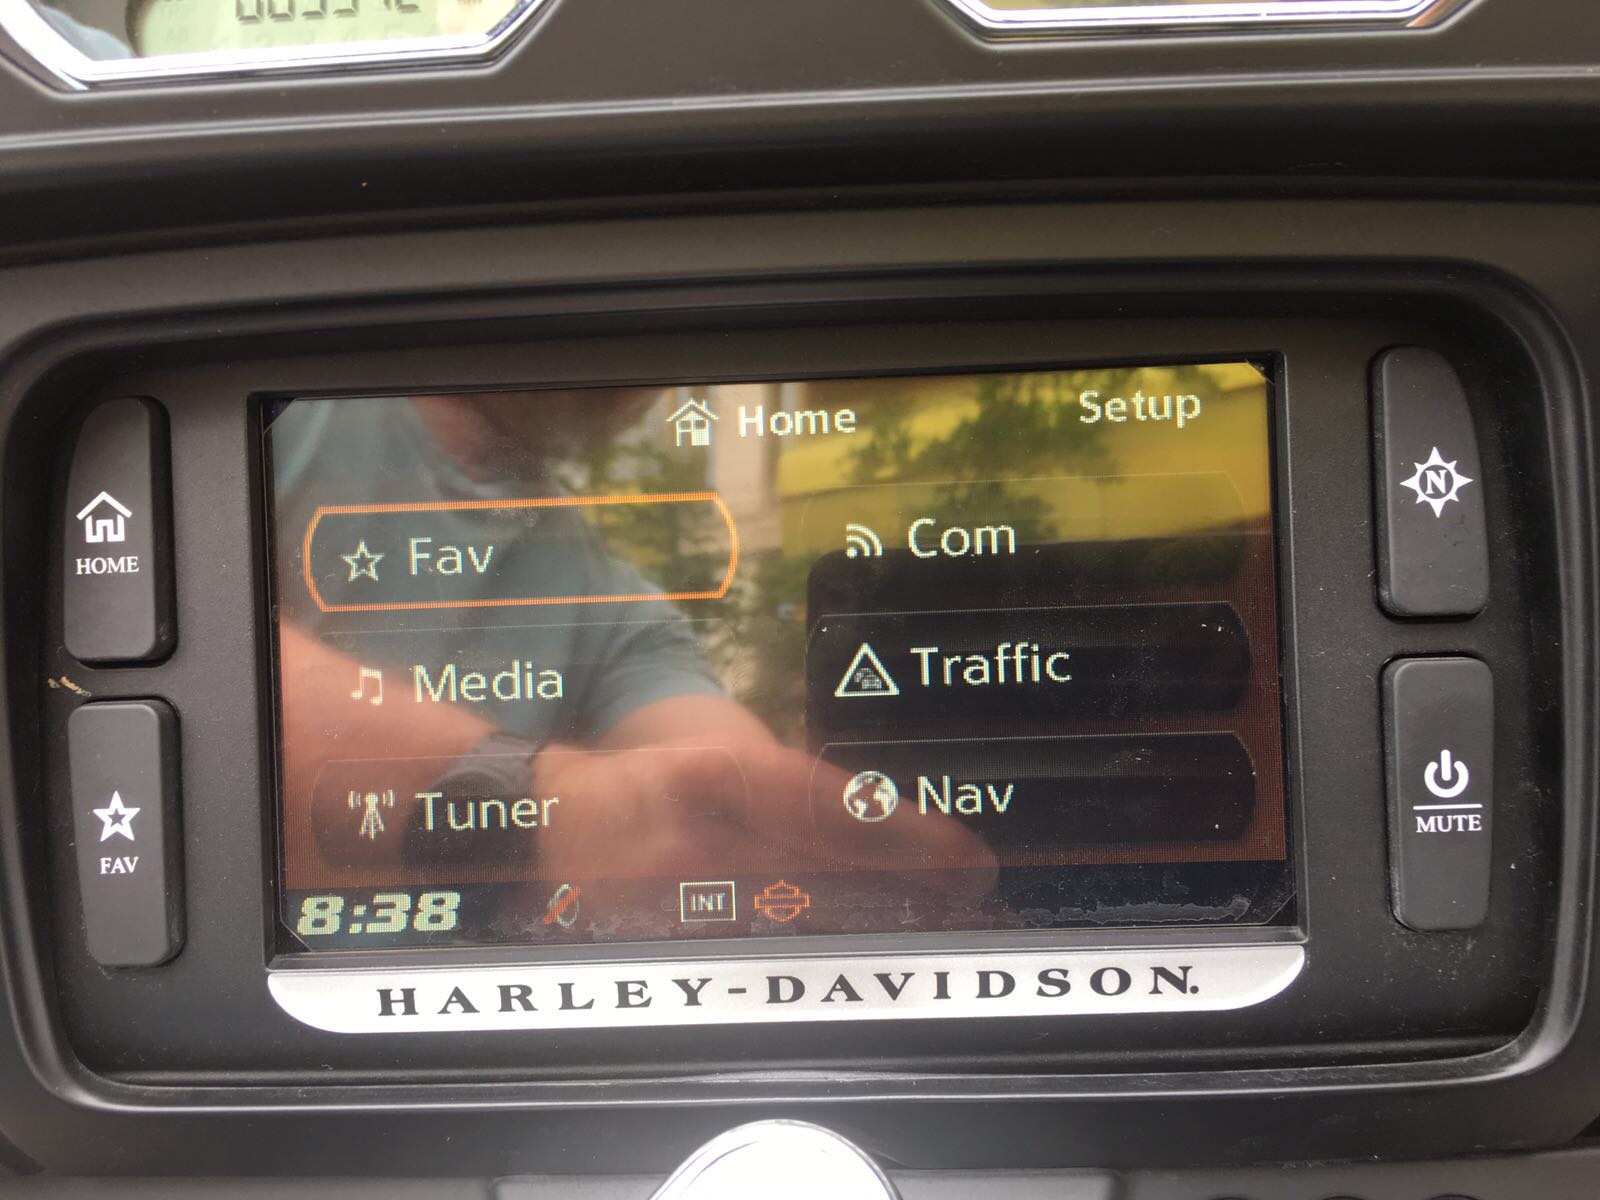 Home
Setup
Fav
Com
Media
Traffic
Tuner
Nav
8:38
INT
HARLEY-DAVIDSON.
HOME
FAV
N
MUTE